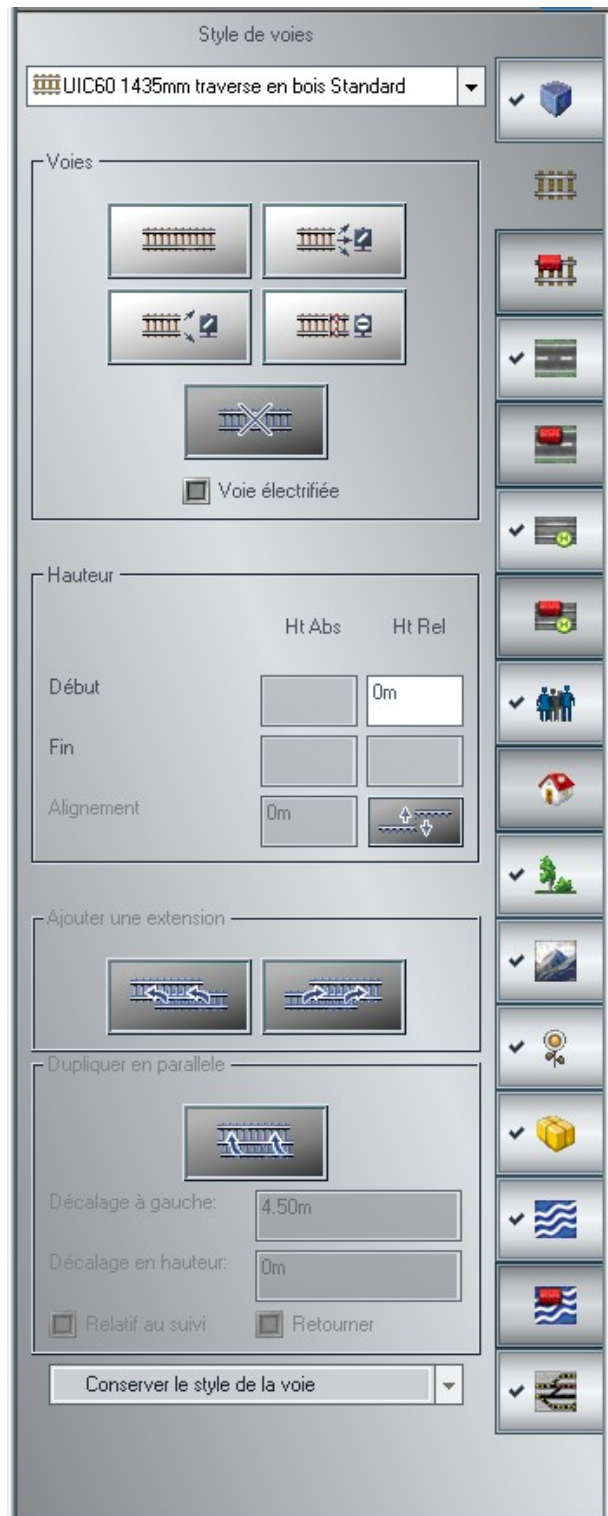 Style de voies
UIC60 1435mm traverse en bois Standard
Voies
Voie électrifiée
Hauteur
Ht Abs Ht Rel
Début 0m
Fin
Alignement 0m
Ajouter une extension
Dupliquer en parallele
Décalage à gauche: 4.50m
Décalage en hauteur: 0m
Relatif au suivi Retourner
Conserver le style de la voie